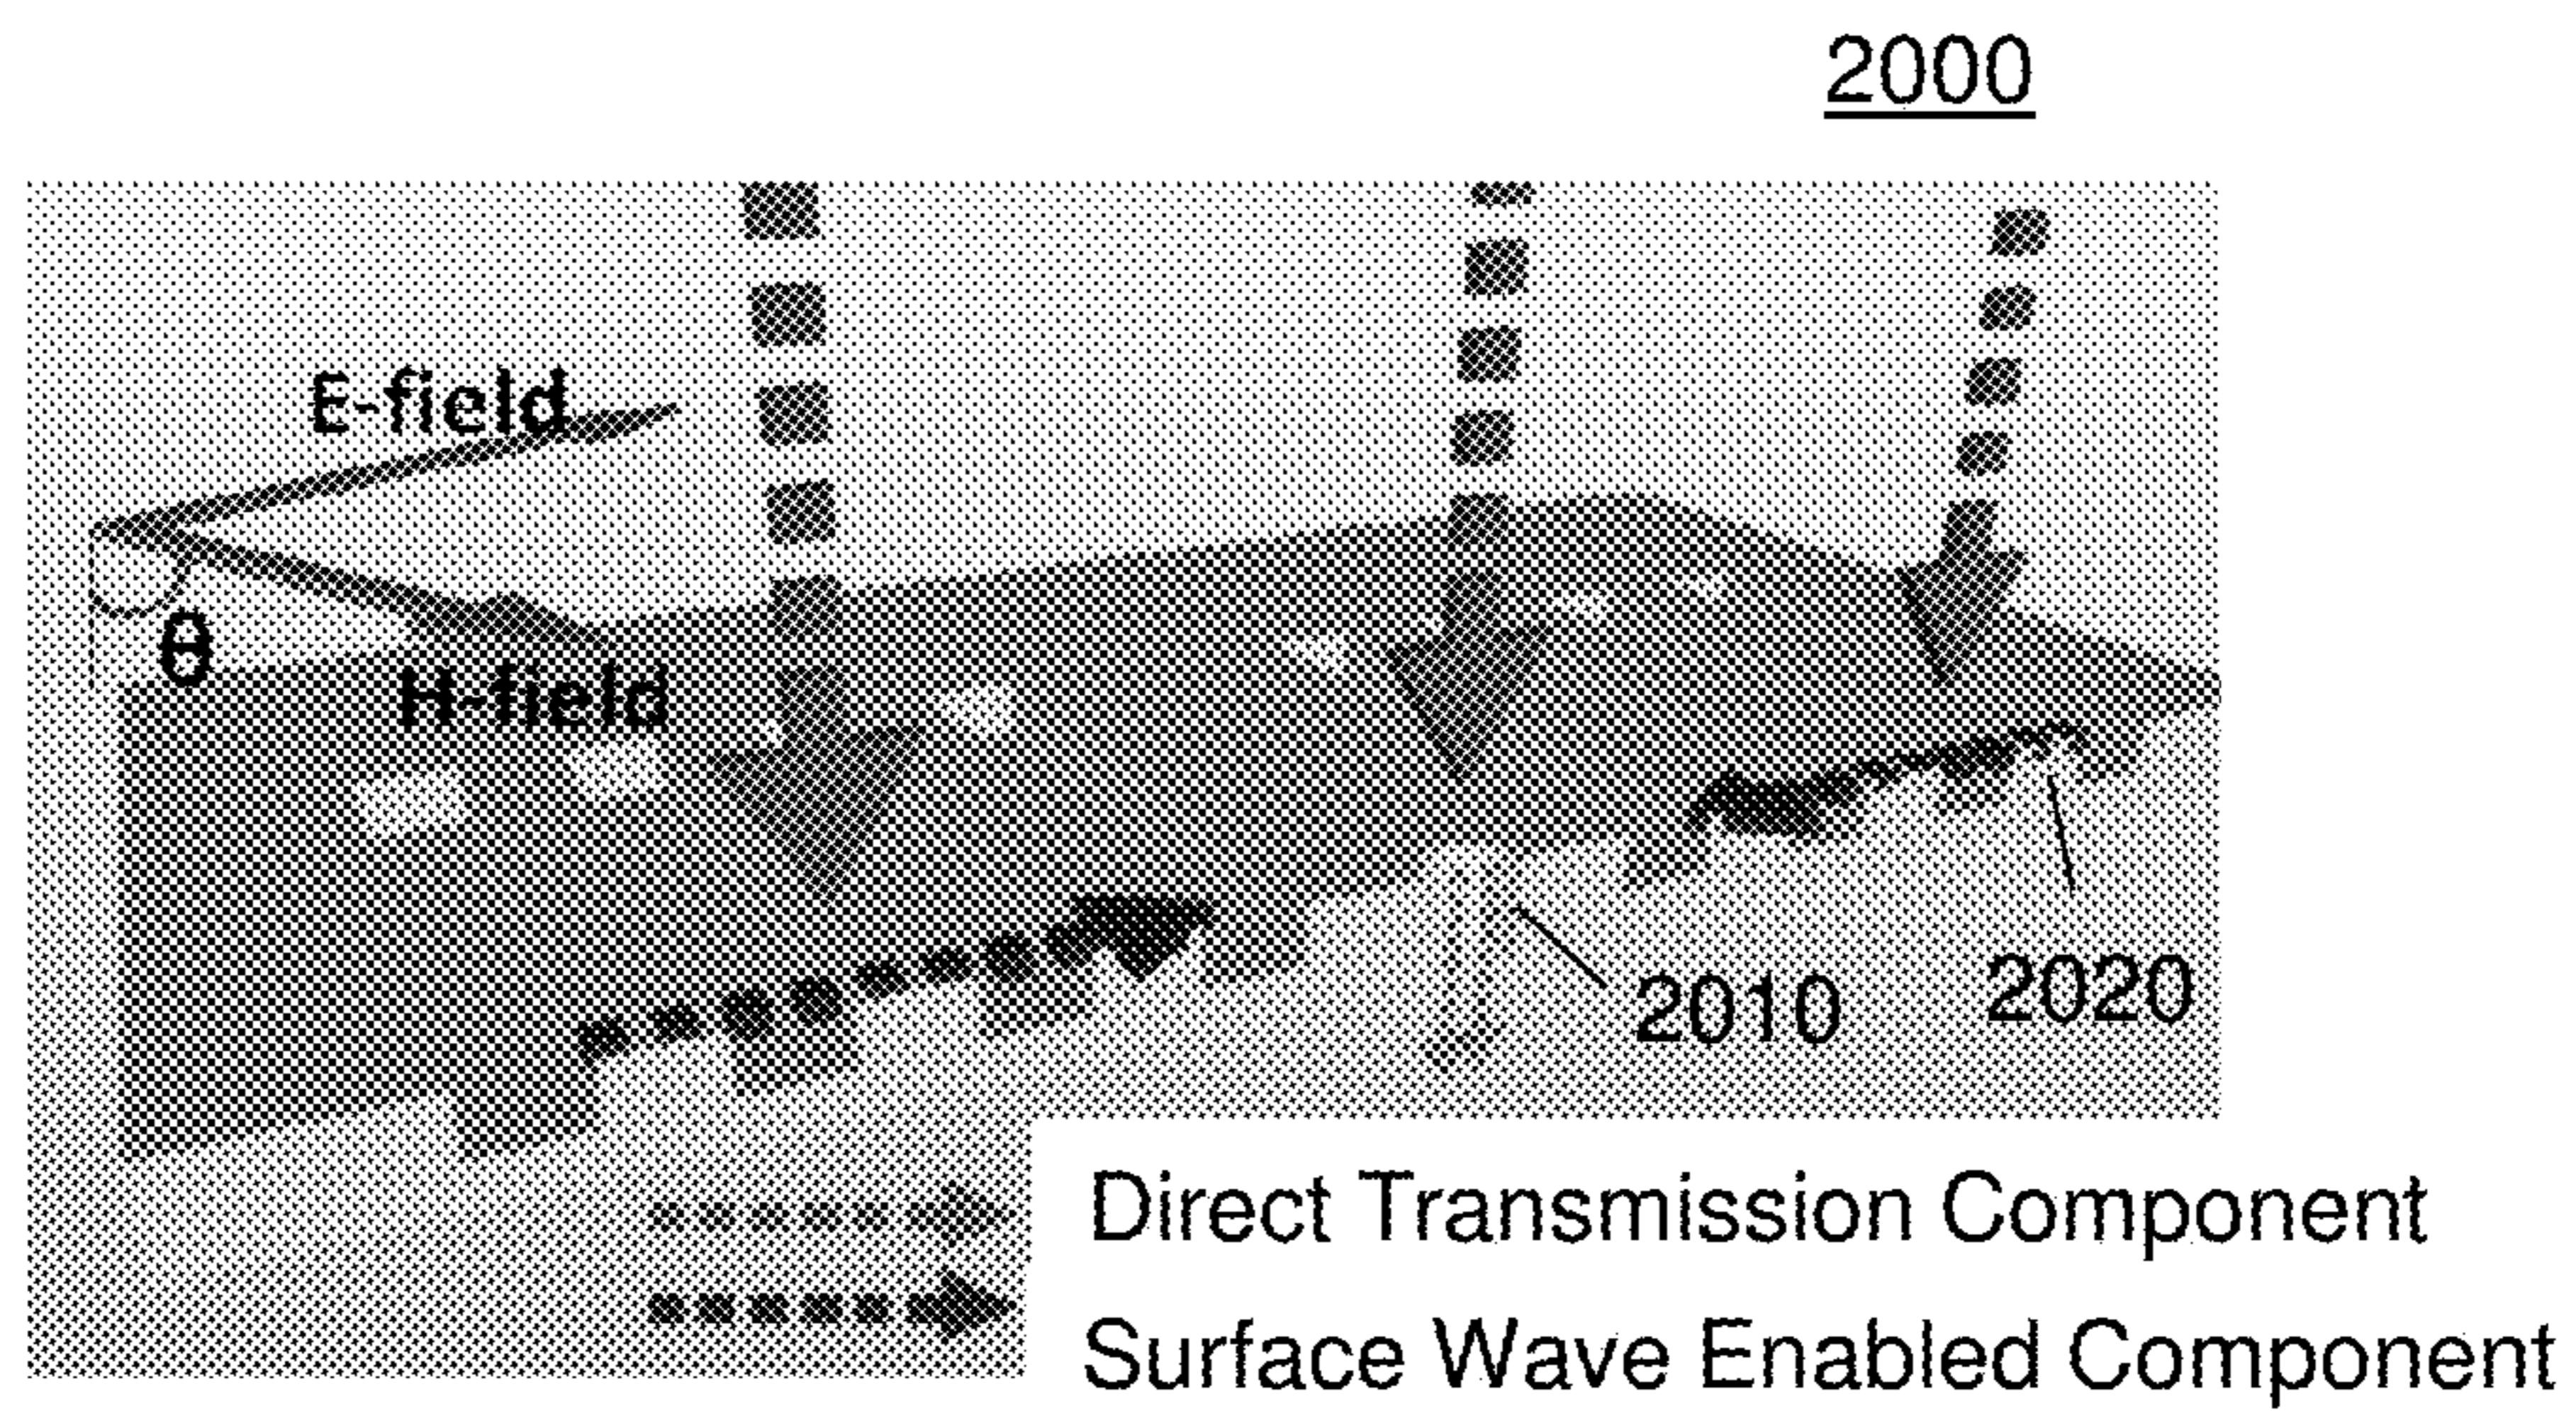 2000
E-field
θ
H-field
2010
2020
Direct Transmission Component
Surface Wave Enabled Component